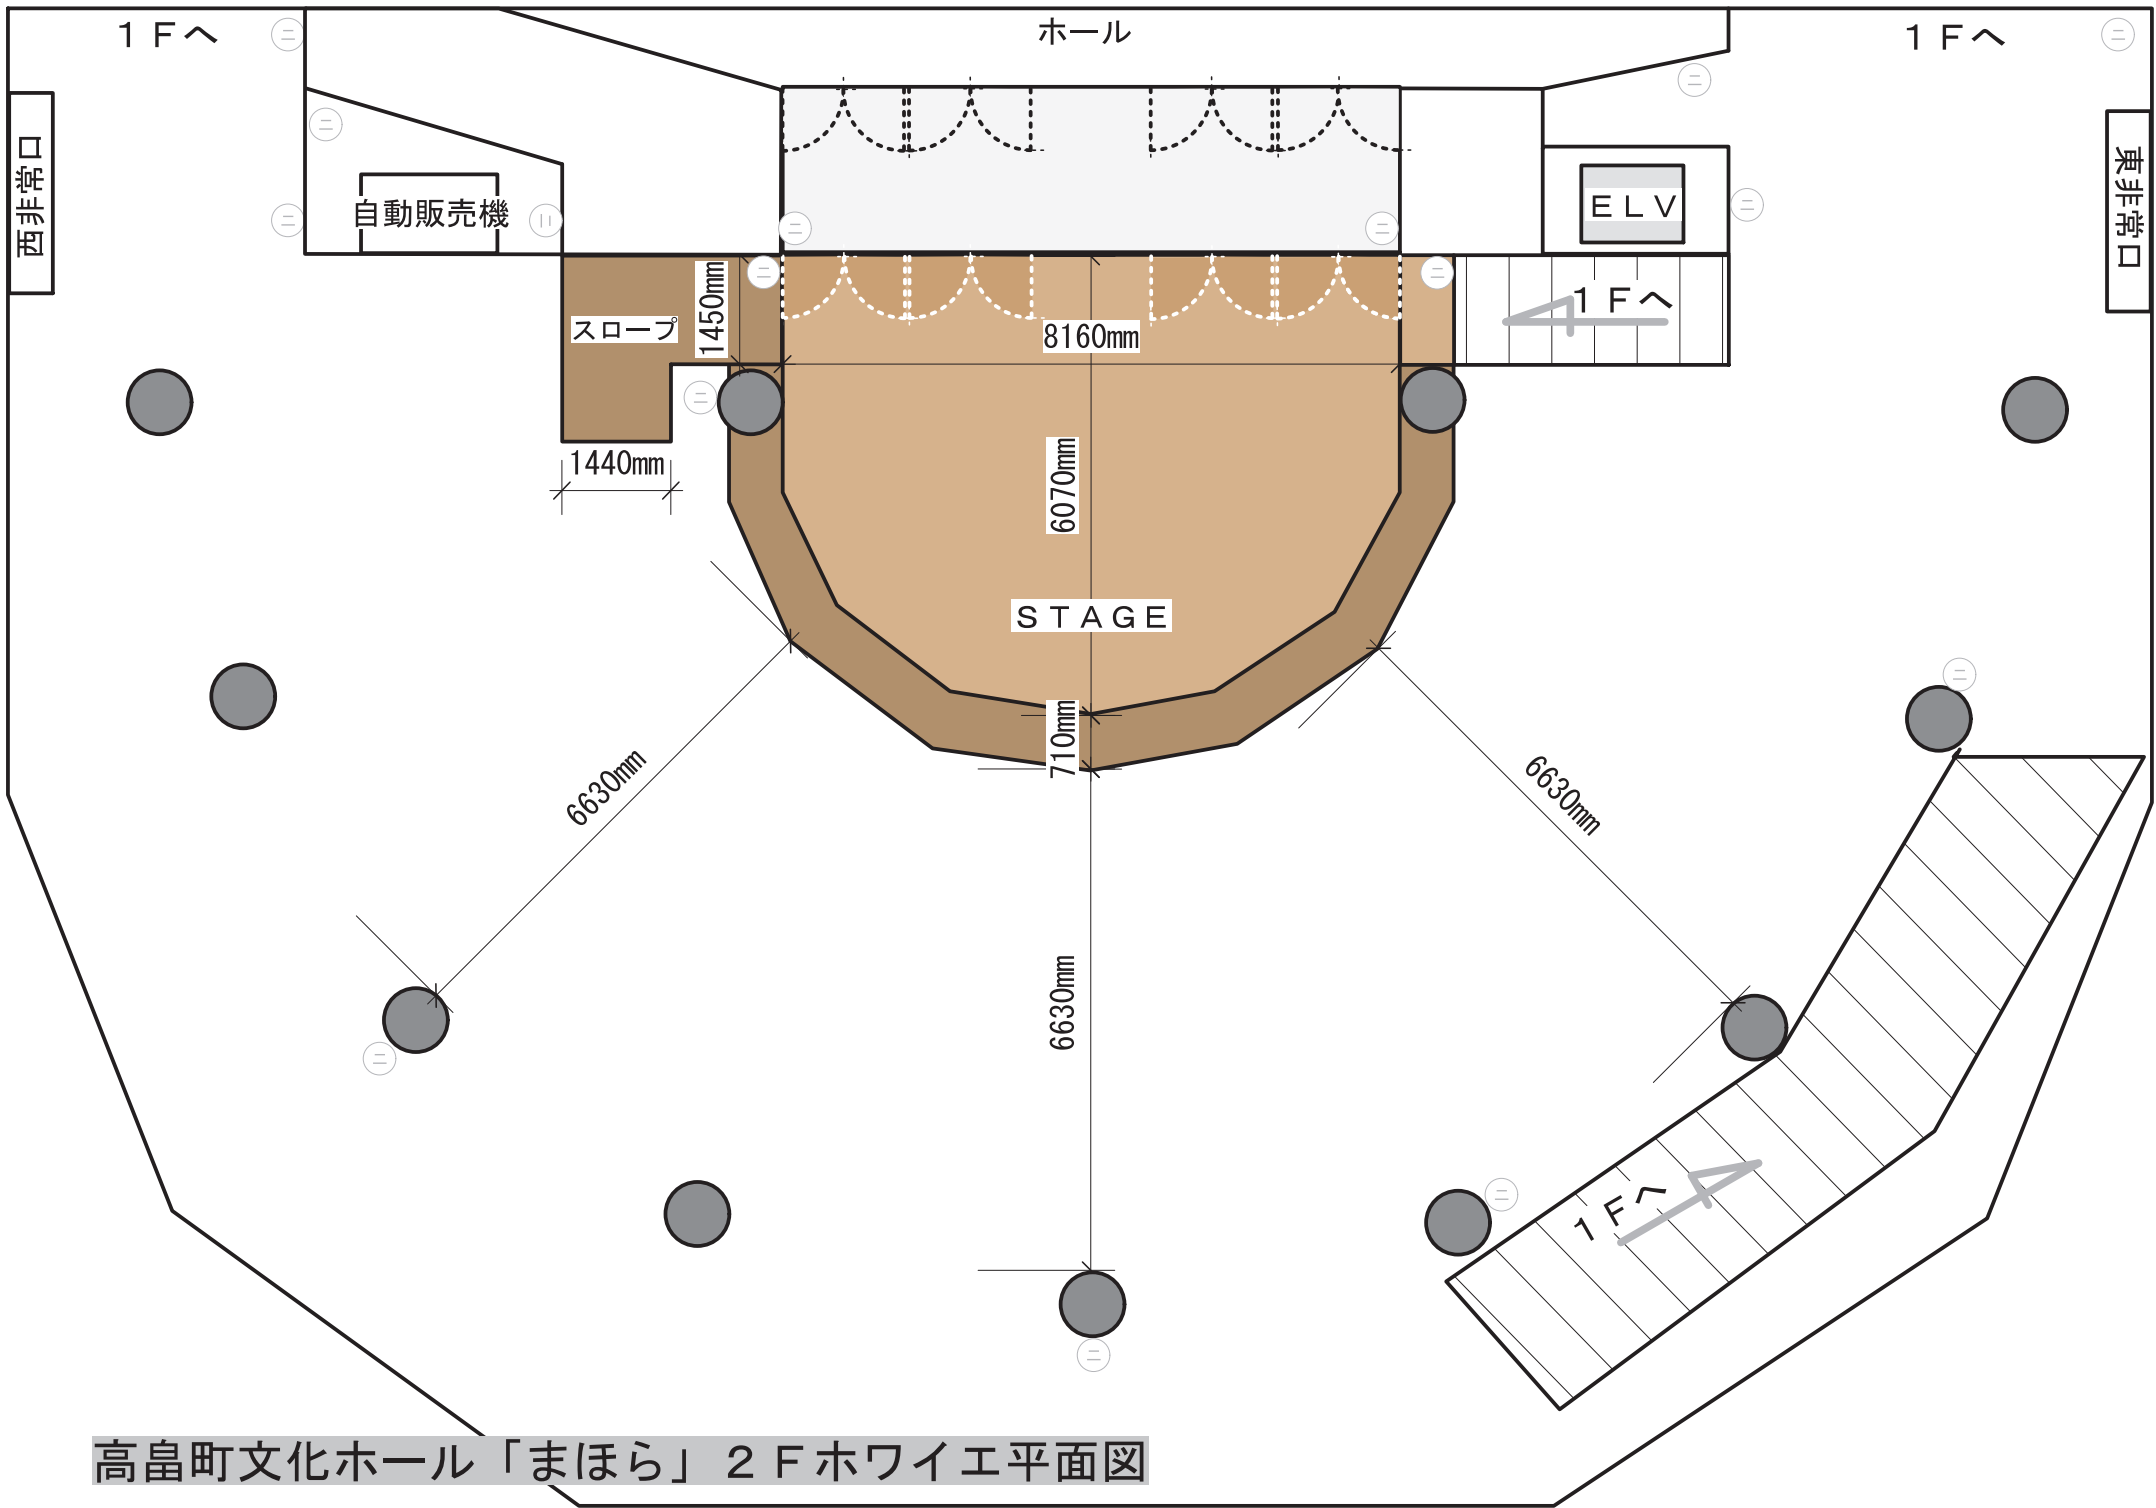 １Ｆへ
ホール
１Ｆへ
西非常口
東非常口
自動販売機
ＥＬＶ
スロープ
1450mm
8160mm
１Ｆへ
1440mm
6070mm
ＳＴＡＧＥ
710mm
6630mm
6630mm
6630mm
１Ｆへ
高畠町文化ホール「まほら」２Ｆホワイエ平面図